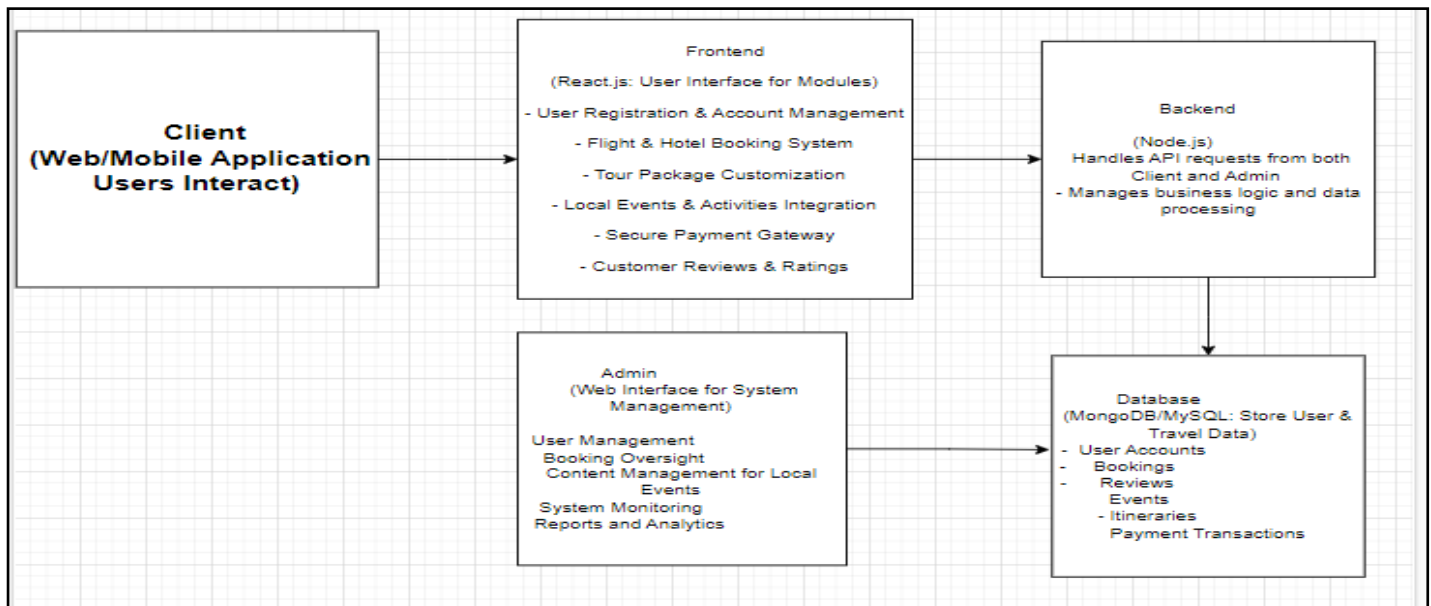 Client
(Web/Mobile Application
Users Interact)
Frontend
(React.js: User Interface for Modules)
- User Registration & Account Management
- Flight & Hotel Booking System
- Tour Package Customization
- Local Events & Activities Integration
- Secure Payment Gateway
- Customer Reviews & Ratings
Backend
(Node.js)
Handles API requests from both
Client and Admin
- Manages business logic and data
processing
Admin
(Web Interface for System
Management)
User Management
Booking Oversight
Content Management for Local
Events
System Monitoring
Reports and Analytics
Database
(MongoDB/MySQL: Store User &
Travel Data)
- User Accounts
- Bookings
- Reviews
Events
- Itineraries
Payment Transactions